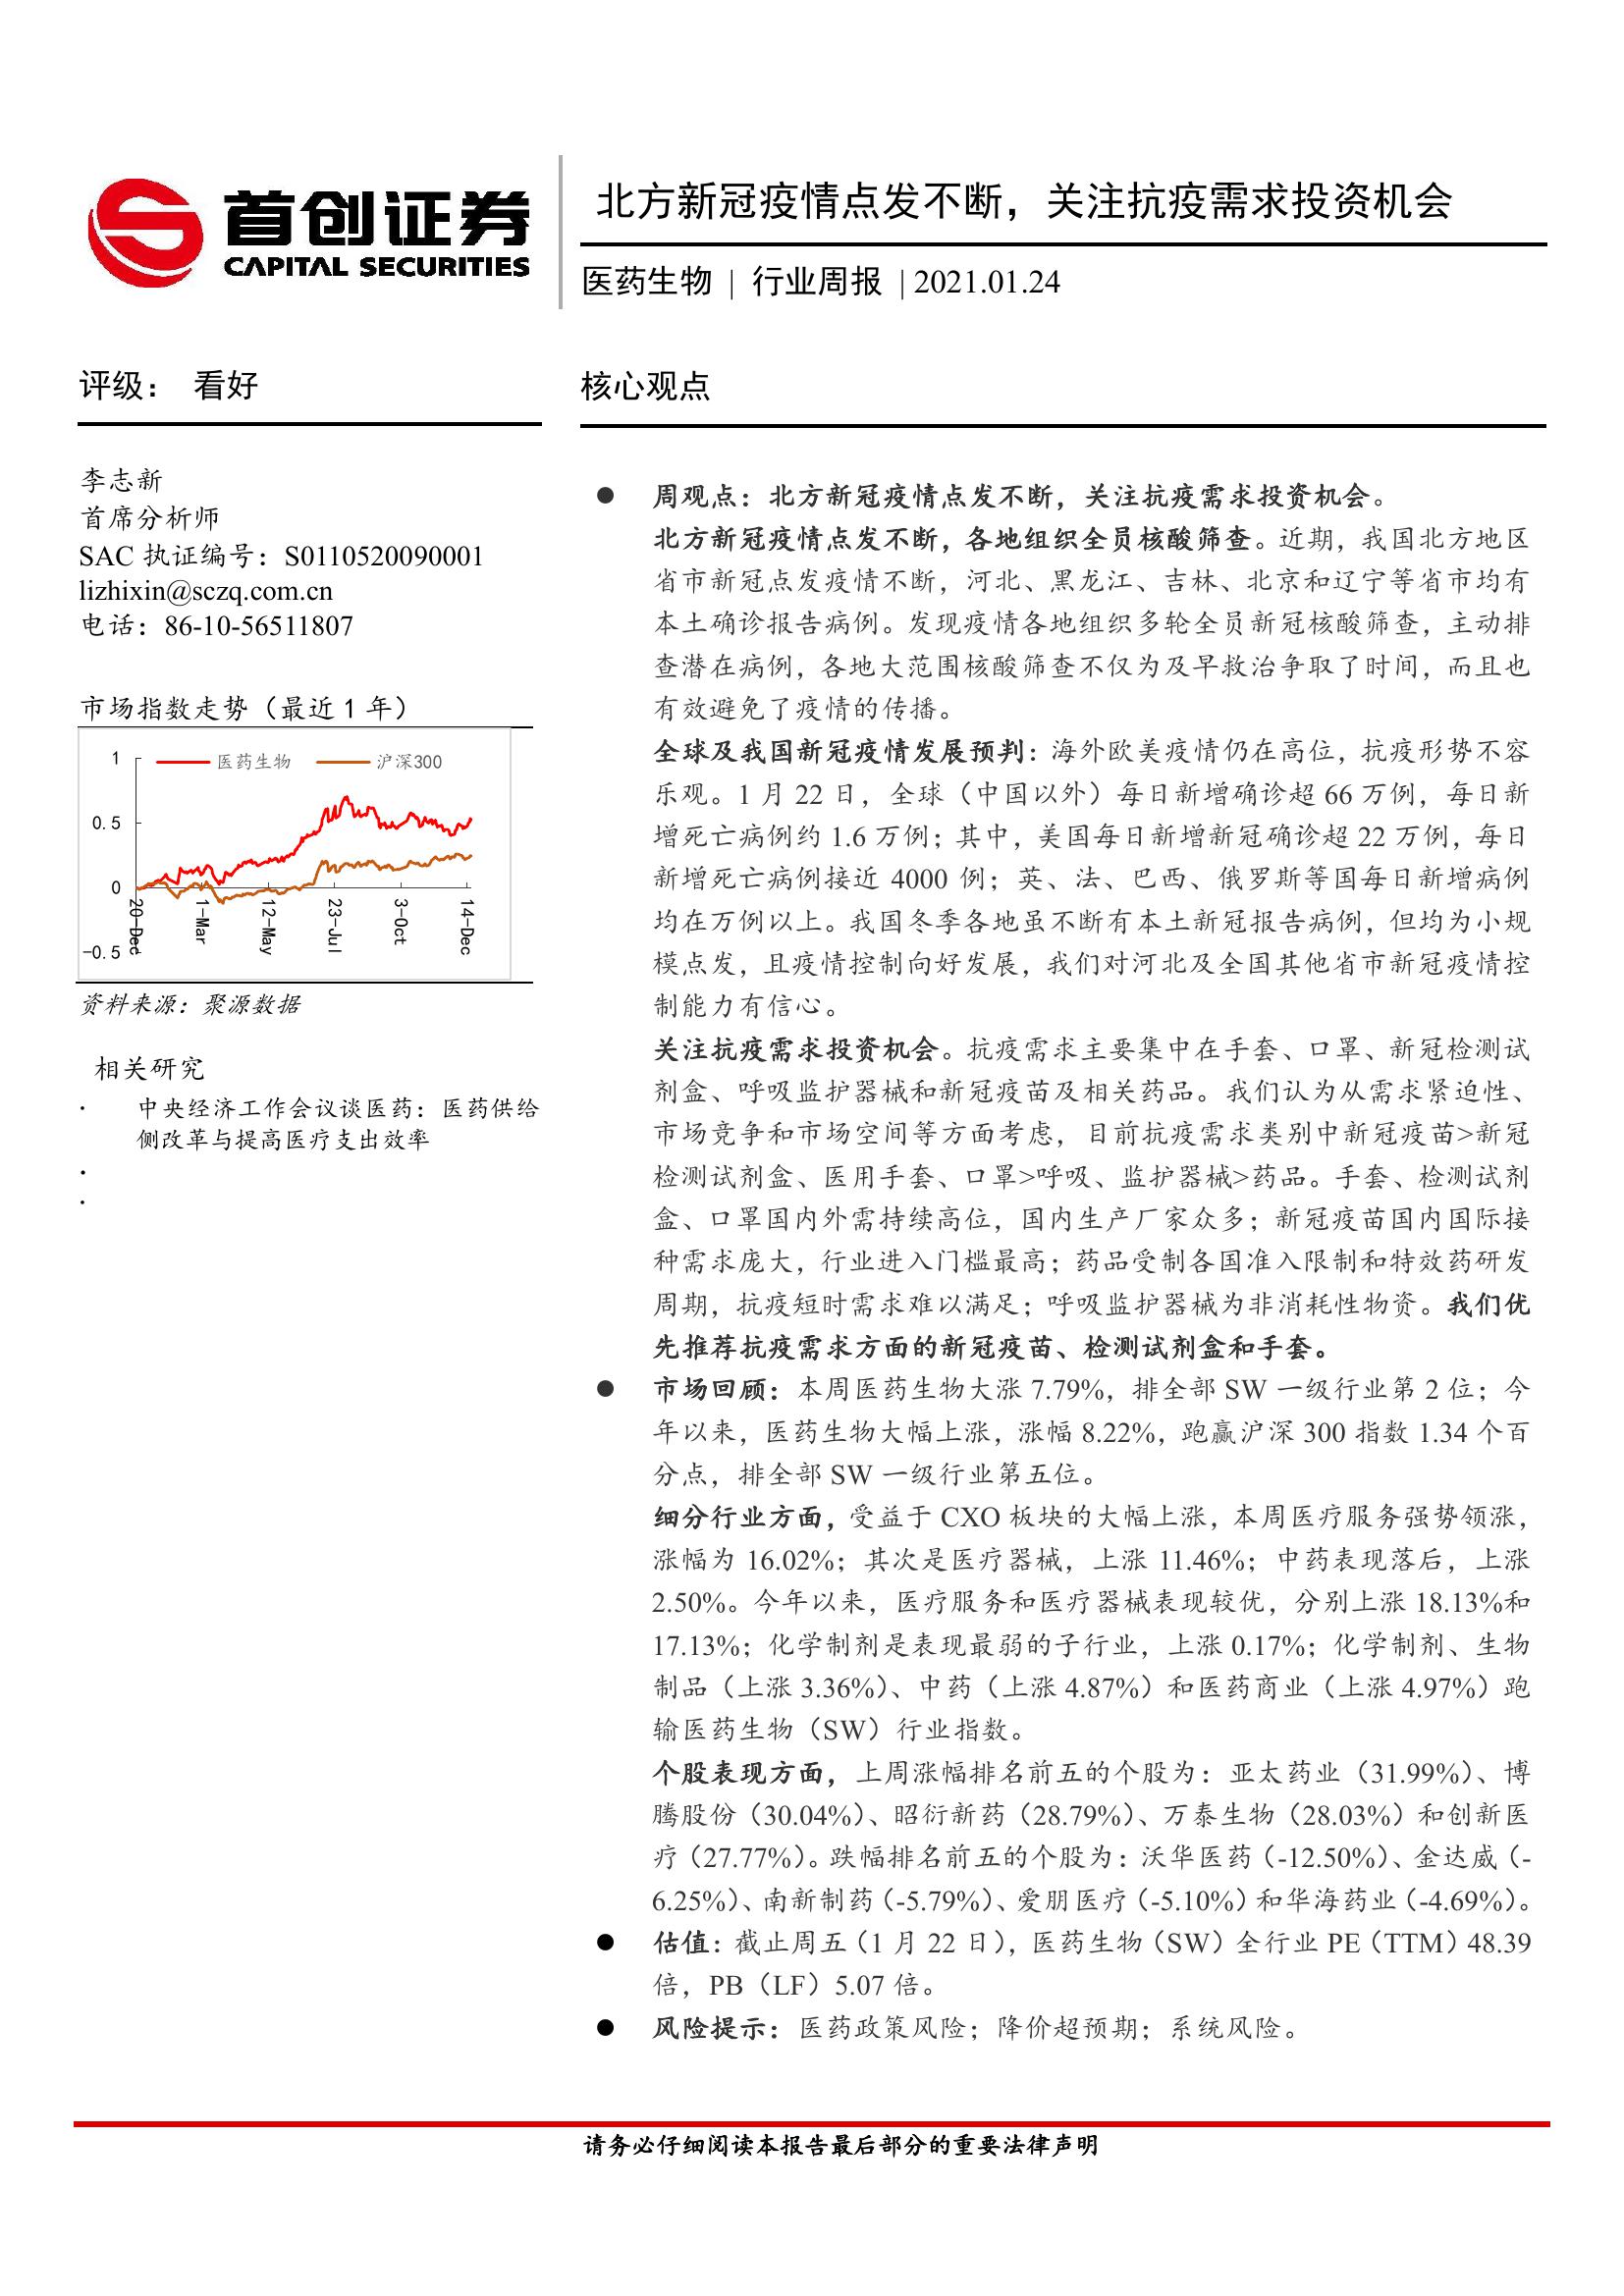 首创证券
CAPITAL SECURITIES
北方新冠疫情点发不断，关注抗疫需求投资机会
医药生物 | 行业周报 | 2021.01.24
评级： 看好
李志新
首席分析师
SAC 执证编号：S0110520090001
lizhixin@sczq.com.cn
电话：86-10-56511807
市场指数走势（最近 1 年）
医药生物 沪深300
1
0.5
0
-0.5
20-Dec
1-Mar
12-May
23-Jul
3-Oct
14-Dec
资料来源：聚源数据
相关研究
· 中央经济工作会议谈医药：医药供给
侧改革与提高医疗支出效率
·
·
核心观点
● 周观点：北方新冠疫情点发不断，关注抗疫需求投资机会。
北方新冠疫情点发不断，各地组织全员核酸筛查。近期，我国北方地区
省市新冠点发疫情不断，河北、黑龙江、吉林、北京和辽宁等省市均有
本土确诊报告病例。发现疫情各地组织多轮全员新冠核酸筛查，主动排
查潜在病例，各地大范围核酸筛查不仅为及早救治争取了时间，而且也
有效避免了疫情的传播。
全球及我国新冠疫情发展预判：海外欧美疫情仍在高位，抗疫形势不容
乐观。1 月 22 日，全球（中国以外）每日新增确诊超 66 万例，每日新
增死亡病例约 1.6 万例；其中，美国每日新增新冠确诊超 22 万例，每日
新增死亡病例接近 4000 例；英、法、巴西、俄罗斯等国每日新增病例
均在万例以上。我国冬季各地虽不断有本土新冠报告病例，但均为小规
模点发，且疫情控制向好发展，我们对河北及全国其他省市新冠疫情控
制能力有信心。
关注抗疫需求投资机会。抗疫需求主要集中在手套、口罩、新冠检测试
剂盒、呼吸监护器械和新冠疫苗及相关药品。我们认为从需求紧迫性、
市场竞争和市场空间等方面考虑，目前抗疫需求类别中新冠疫苗>新冠
检测试剂盒、医用手套、口罩>呼吸、监护器械>药品。手套、检测试剂
盒、口罩国内外需持续高位，国内生产厂家众多；新冠疫苗国内国际接
种需求庞大，行业进入门槛最高；药品受制各国准入限制和特效药研发
周期，抗疫短时需求难以满足；呼吸监护器械为非消耗性物资。我们优
先推荐抗疫需求方面的新冠疫苗、检测试剂盒和手套。
● 市场回顾：本周医药生物大涨 7.79%，排全部 SW 一级行业第 2 位；今
年以来，医药生物大幅上涨，涨幅 8.22%，跑赢沪深 300 指数 1.34 个百
分点，排全部 SW 一级行业第五位。
细分行业方面，受益于 CXO 板块的大幅上涨，本周医疗服务强势领涨，
涨幅为 16.02%；其次是医疗器械，上涨 11.46%；中药表现落后，上涨
2.50%。今年以来，医疗服务和医疗器械表现较优，分别上涨 18.13%和
17.13%；化学制剂是表现最弱的子行业，上涨 0.17%；化学制剂、生物
制品（上涨 3.36%）、中药（上涨 4.87%）和医药商业（上涨 4.97%）跑
输医药生物（SW）行业指数。
个股表现方面，上周涨幅排名前五的个股为：亚太药业（31.99%）、博
腾股份（30.04%）、昭衍新药（28.79%）、万泰生物（28.03%）和创新医
疗（27.77%）。跌幅排名前五的个股为：沃华医药（-12.50%）、金达威（-
6.25%）、南新制药（-5.79%）、爱朋医疗（-5.10%）和华海药业（-4.69%）。
● 估值：截止周五（1 月 22 日），医药生物（SW）全行业 PE（TTM）48.39
倍，PB（LF）5.07 倍。
● 风险提示：医药政策风险；降价超预期；系统风险。
请务必仔细阅读本报告最后部分的重要法律声明